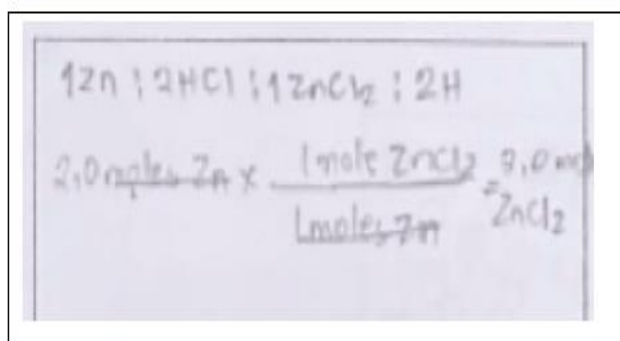 1Zn : 2HCl : 1ZnCl2 : 2H
2.0 moles Zn x 1 mole ZnCl2 = 2.0 mol
1 moles Zn ZnCl2